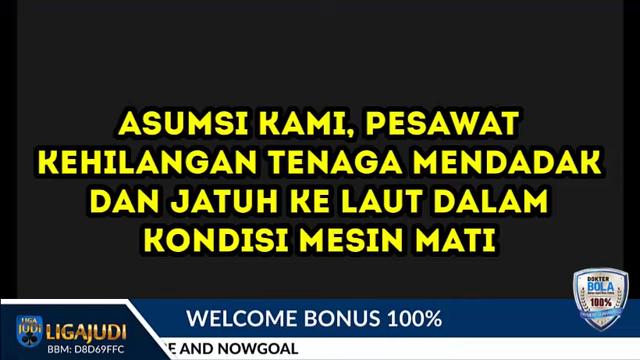 ASUMSI KAMI, PESAWAT
KEHILANGAN TENAGA MENDADAK
DAN JATUH KE LAUT DALAM
KONDISI MESIN MATI
DOKTER
BOLA
100%
LIGA
JUDI
LIGAJUDI
BBM: D8D69FFC
WELCOME BONUS 100%
AND NOWGOAL